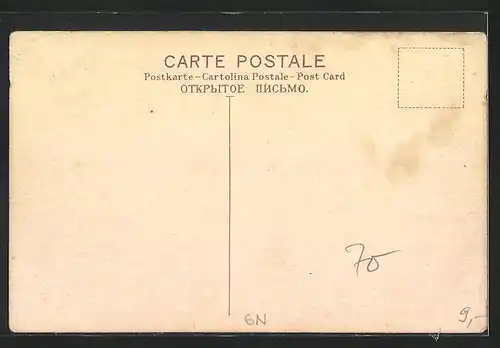 CARTE POSTALE
Postkarte – Cartolina Postale – Post Card
ОТКРЫТОЕ ПИСЬМО.
70
6N
9,-